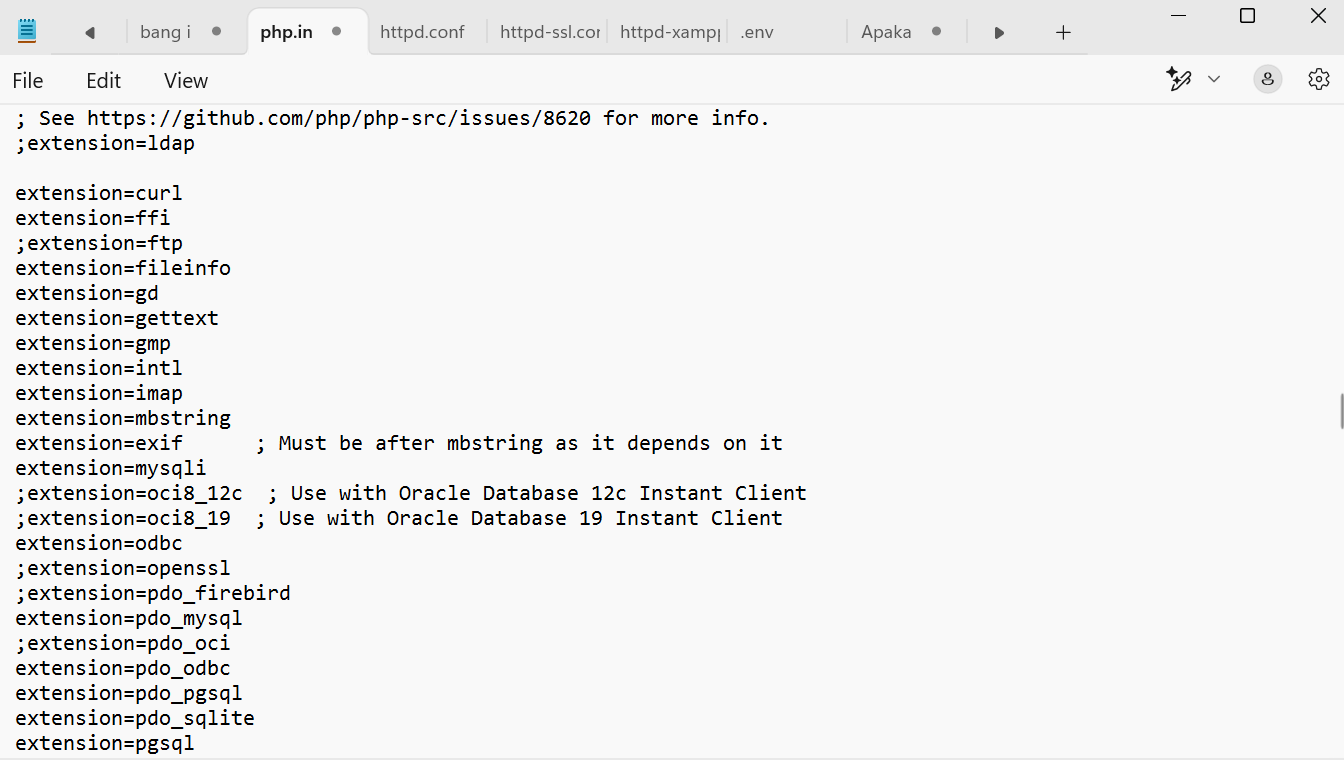 bang i
php.in
httpd.conf
httpd-ssl.cor
httpd-xamp
.env
Apaka
File
Edit
View
; See https://github.com/php/php-src/issues/8620 for more info.
;extension=ldap
extension=curl
extension=ffi
;extension=ftp
extension=fileinfo
extension=gd
extension=gettext
extension=gmp
extension=intl
extension=imap
extension=mbstring
extension=exif      ; Must be after mbstring as it depends on it
extension=mysqli
;extension=oci8_12c  ; Use with Oracle Database 12c Instant Client
;extension=oci8_19  ; Use with Oracle Database 19 Instant Client
extension=odbc
;extension=openssl
;extension=pdo_firebird
extension=pdo_mysql
;extension=pdo_oci
extension=pdo_odbc
extension=pdo_pgsql
extension=pdo_sqlite
extension=pgsql